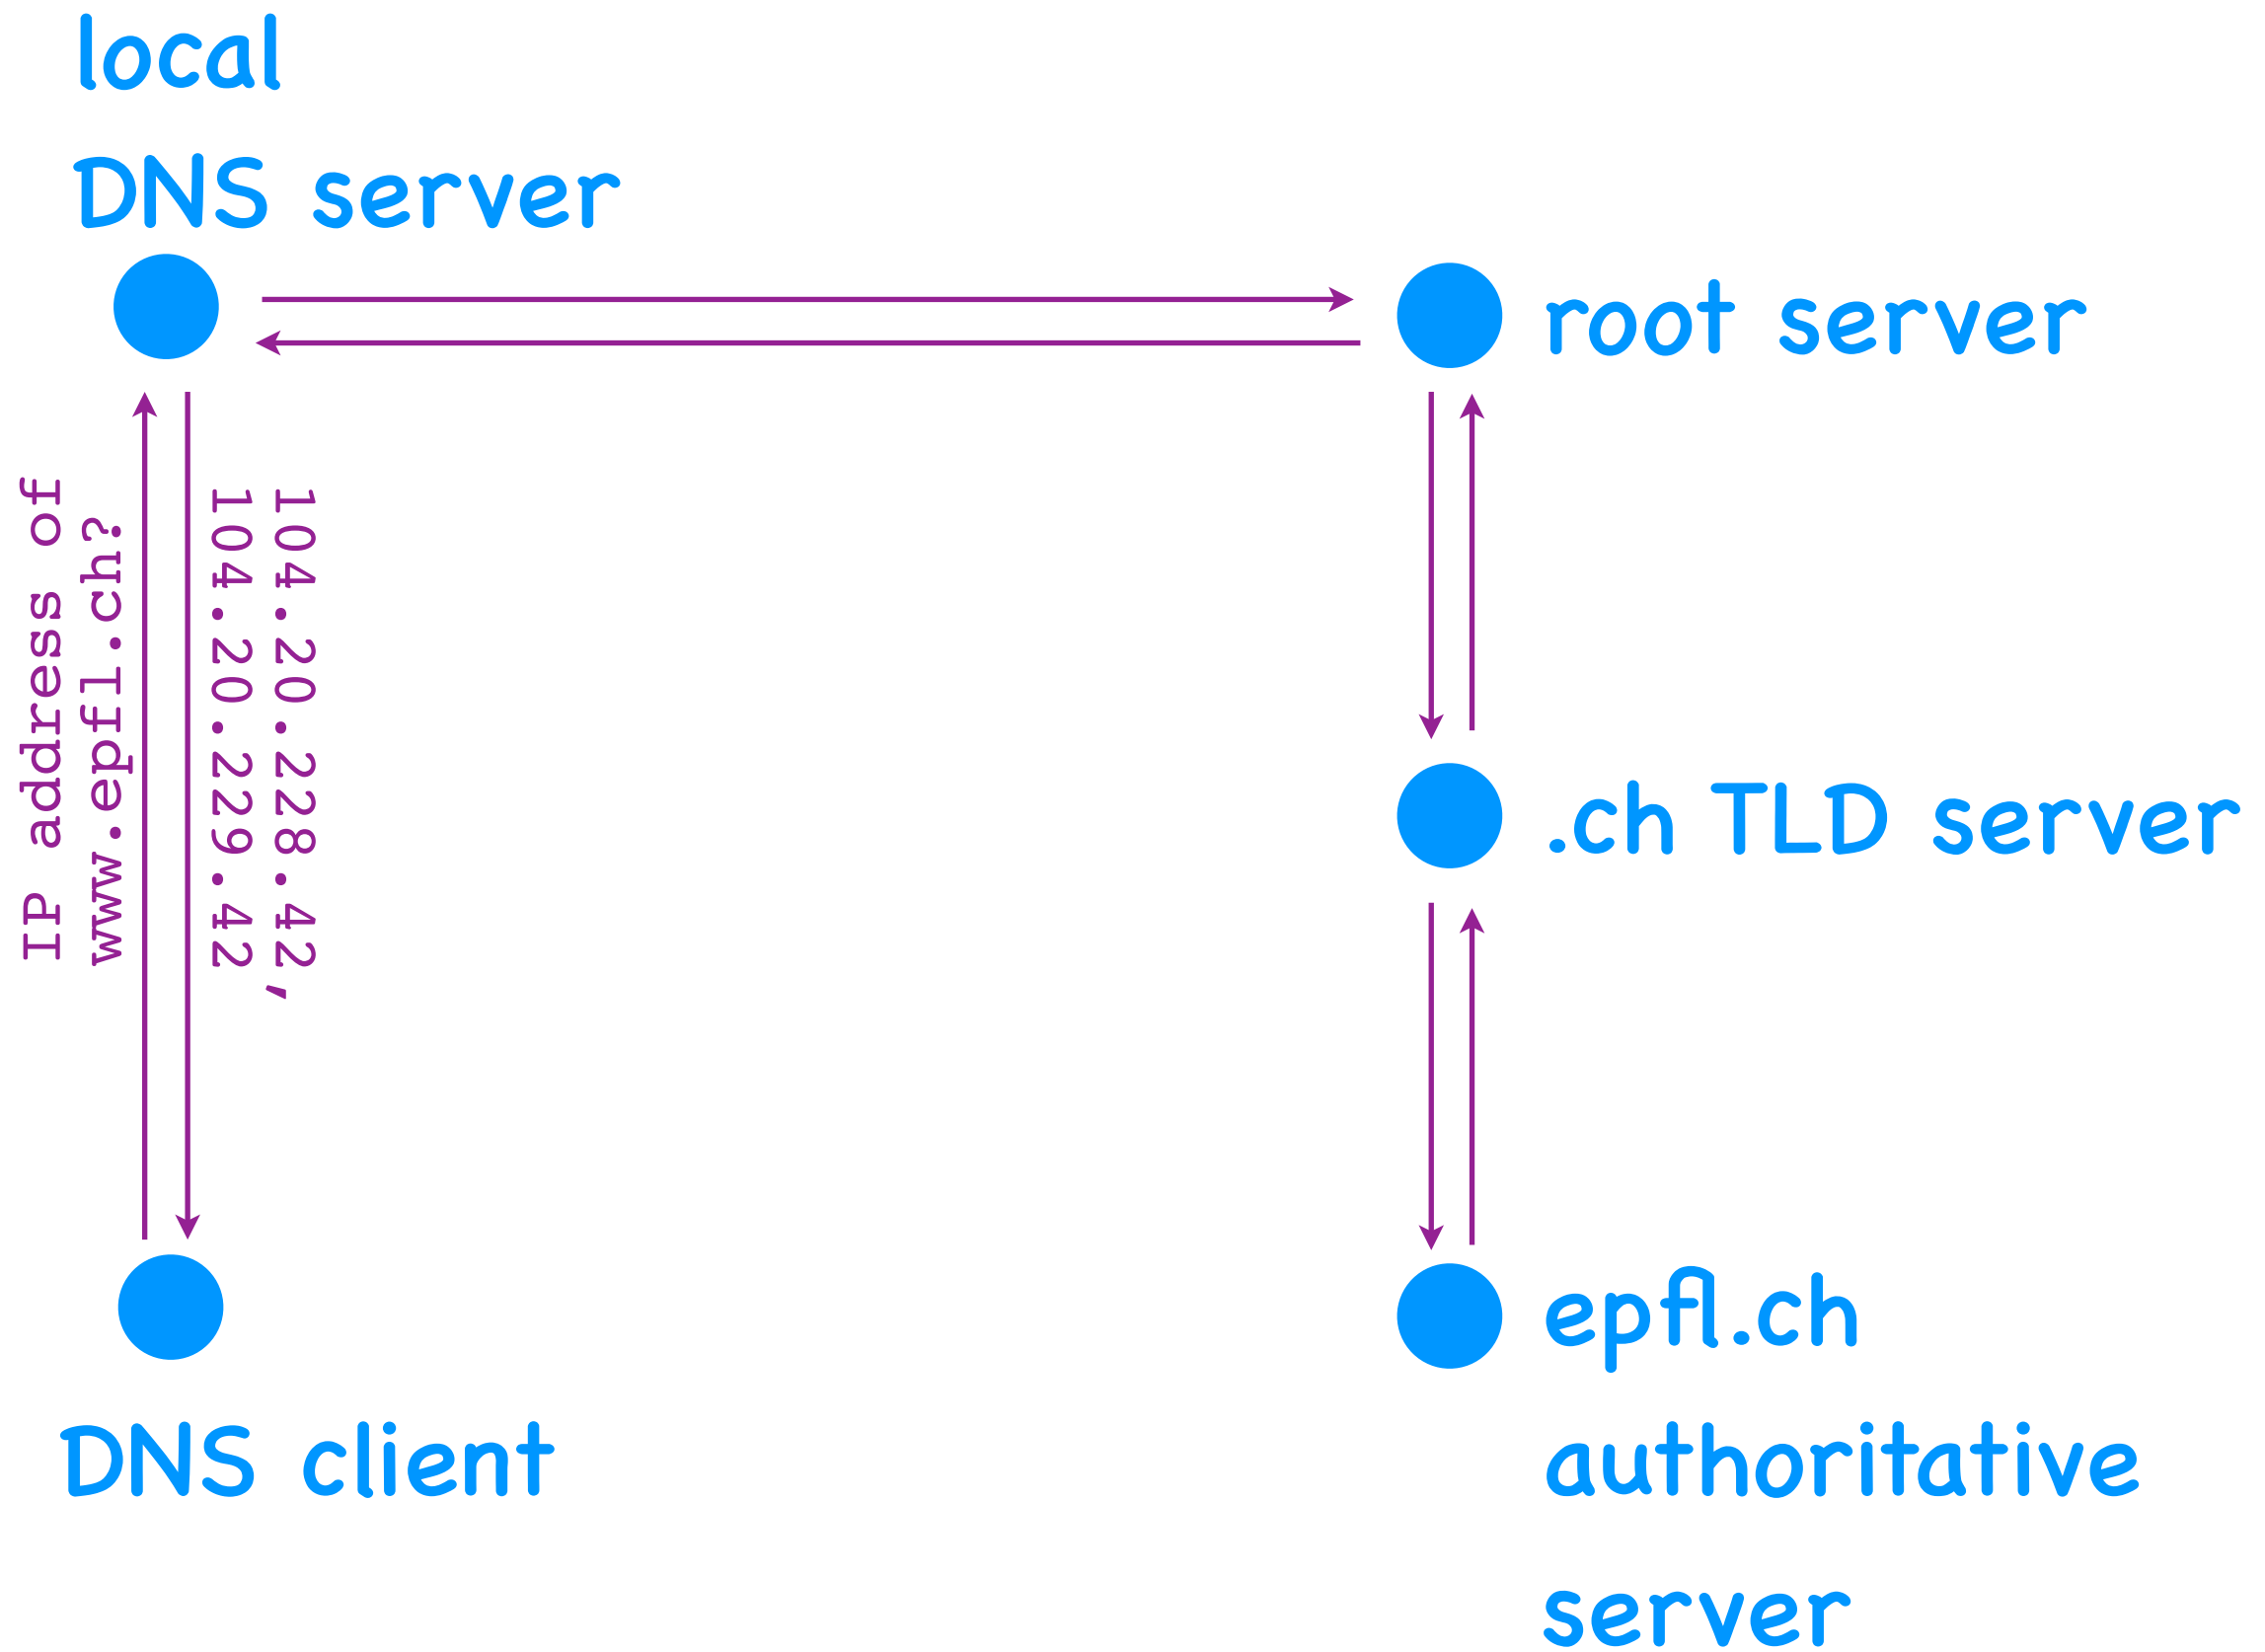 local
DNS server
root server
IP address of
www.epfl.ch?
104.20.228.42,
104.20.229.42
.ch TLD server
DNS client
epfl.ch
authoritative
server